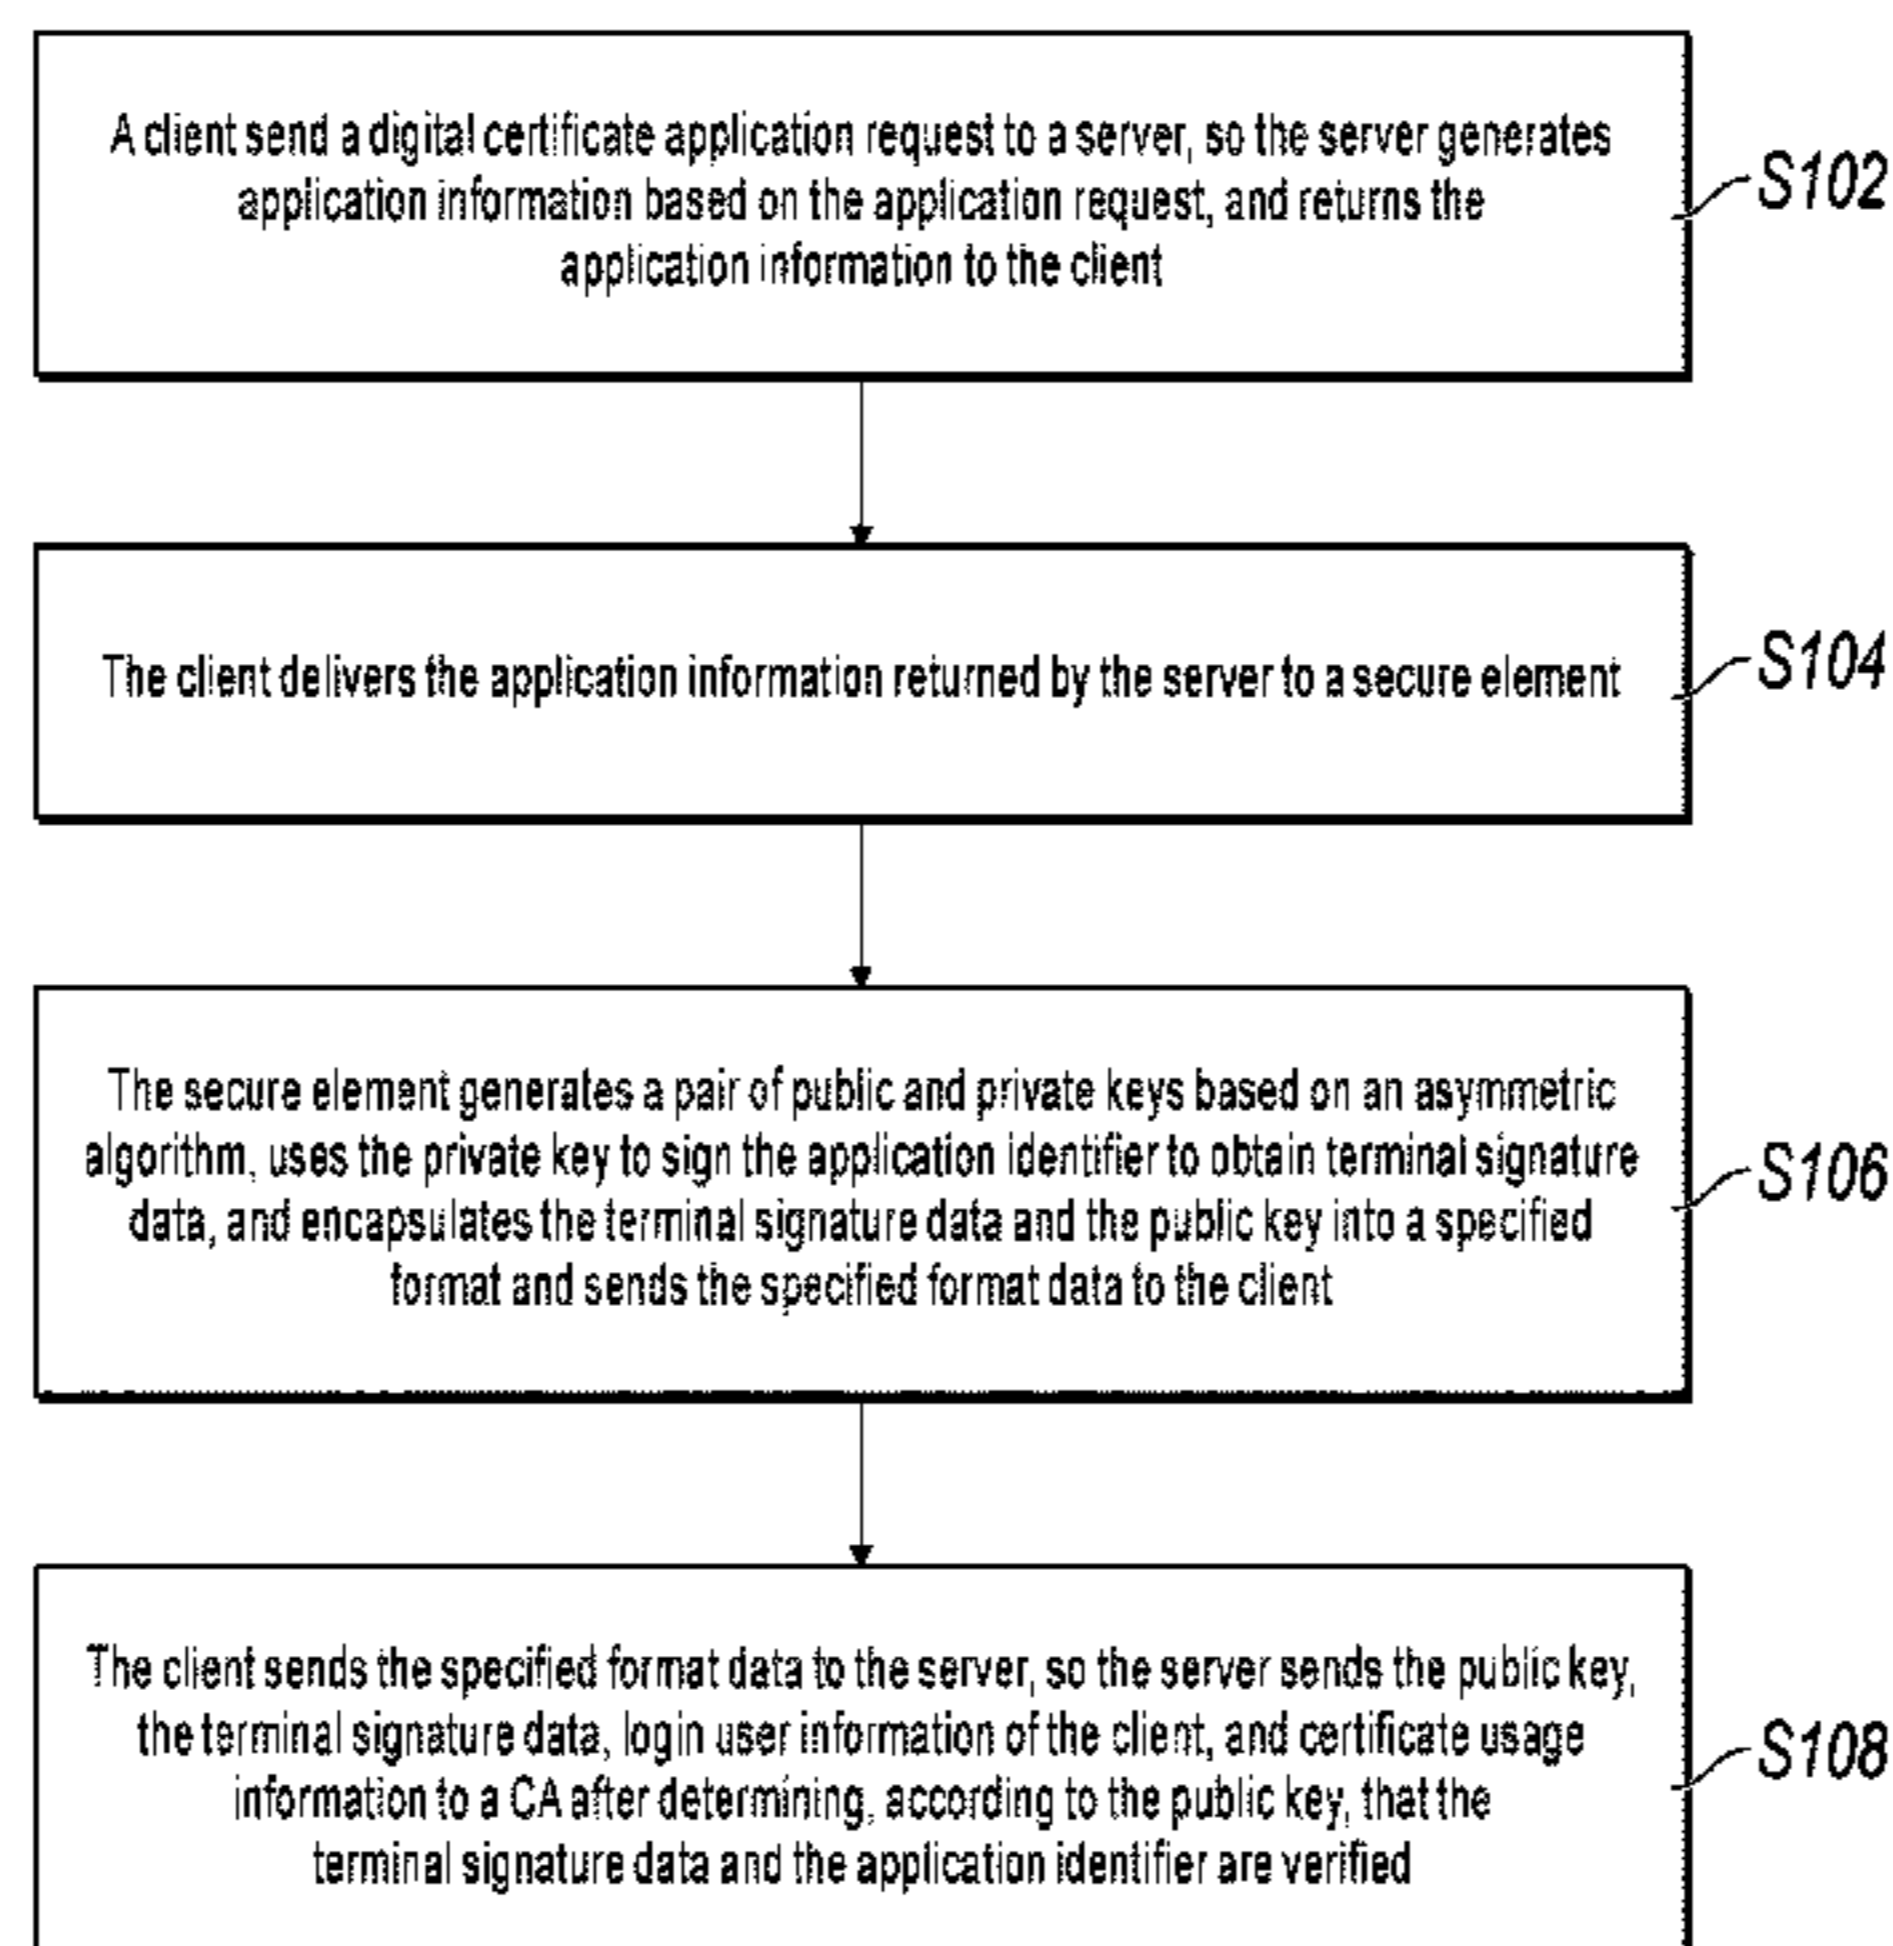 A client send a digital certificate application request to a server, so the server generates
application information based on the application request, and returns the
application information to the client
S102
The client delivers the application information returned by the server to a secure element
S104
The secure element generates a pair of public and private keys based on an asymmetric
algorithm, uses the private key to sign the application identifier to obtain terminal signature
data, and encapsulates the terminal signature data and the public key into a specified
format and sends the specified format data to the client
S106
The client sends the specified format data to the server, so the server sends the public key,
the terminal signature data, login user information of the client, and certificate usage
information to a CA after determining, according to the public key, that the
terminal signature data and the application identifier are verified
S108